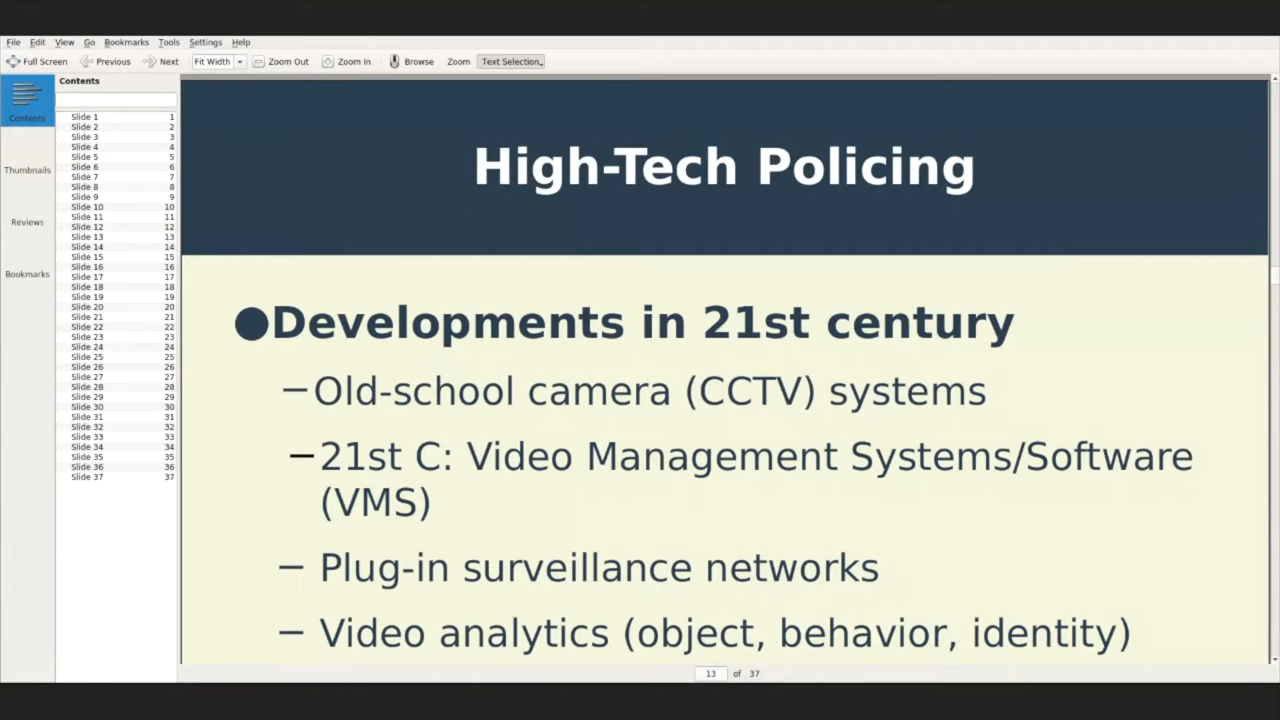 File Edit View Go Bookmarks Tools Settings Help
Full Screen Previous Next Fit Width Zoom Out Zoom In Browse Zoom Text Selection
Contents
Contents
Thumbnails
Reviews
Bookmarks
Slide 1 1
Slide 2 2
Slide 3 3
Slide 4 4
Slide 5 5
Slide 6 6
Slide 7 7
Slide 8 8
Slide 9 9
Slide 10 10
Slide 11 11
Slide 12 12
Slide 13 13
Slide 14 14
Slide 15 15
Slide 16 16
Slide 17 17
Slide 18 18
Slide 19 19
Slide 20 20
Slide 21 21
Slide 22 22
Slide 23 23
Slide 24 24
Slide 25 25
Slide 26 26
Slide 27 27
Slide 28 28
Slide 29 29
Slide 30 30
Slide 31 31
Slide 32 32
Slide 33 33
Slide 34 34
Slide 35 35
Slide 36 36
Slide 37 37
High-Tech Policing
●Developments in 21st century
–Old-school camera (CCTV) systems
–21st C: Video Management Systems/Software
(VMS)
– Plug-in surveillance networks
– Video analytics (object, behavior, identity)
13 of 37